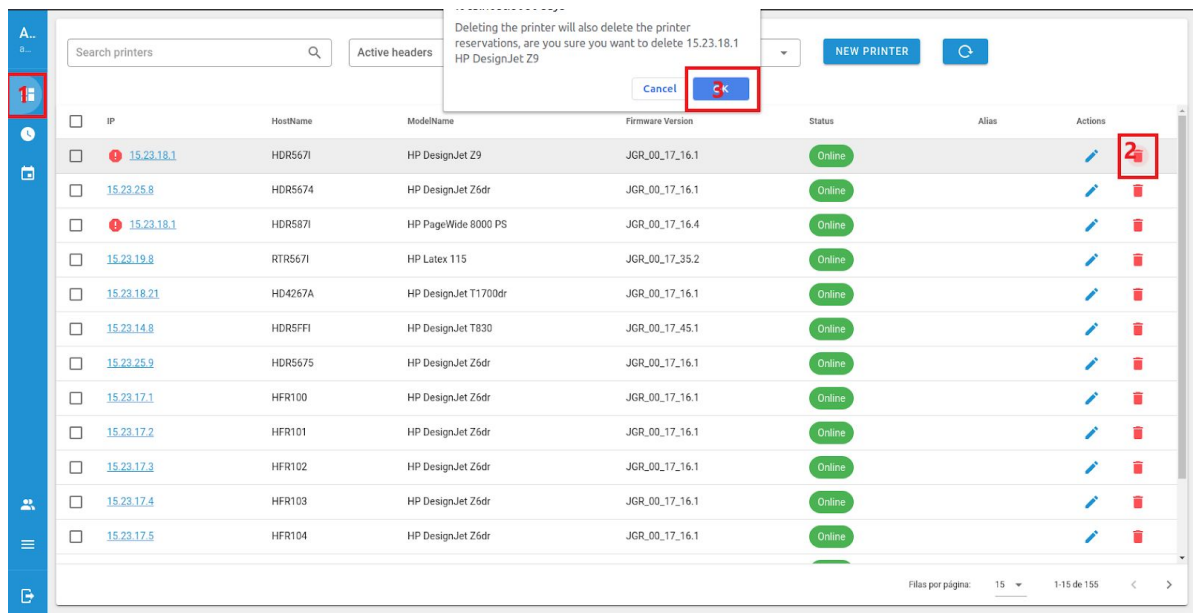 Deleting the printer will also delete the printer
reservations, are you sure you want to delete 15.23.18.1
HP DesignJet Z9
Cancel
3
A..
a...
Search printers
Active headers
NEW PRINTER
1
IP HostName ModelName Firmware Version Status Alias Actions
15.23.18.1 HDR567I HP DesignJet Z9 JGR_00_17_16.1 Online 2
15.23.25.8 HDR5674 HP DesignJet Z6dr JGR_00_17_16.1 Online
15.23.18.1 HDR587I HP PageWide 8000 PS JGR_00_17_16.4 Online
15.23.19.8 RTR567I HP Latex 115 JGR_00_17_35.2 Online
15.23.18.21 HD4267A HP DesignJet T1700dr JGR_00_17_16.1 Online
15.23.14.8 HDR5FFI HP DesignJet T830 JGR_00_17_45.1 Online
15.23.25.9 HDR5675 HP DesignJet Z6dr JGR_00_17_16.1 Online
15.23.17.1 HFR100 HP DesignJet Z6dr JGR_00_17_16.1 Online
15.23.17.2 HFR101 HP DesignJet Z6dr JGR_00_17_16.1 Online
15.23.17.3 HFR102 HP DesignJet Z6dr JGR_00_17_16.1 Online
15.23.17.4 HFR103 HP DesignJet Z6dr JGR_00_17_16.1 Online
15.23.17.5 HFR104 HP DesignJet Z6dr JGR_00_17_16.1 Online
Filas por página: 15 1-15 de 155